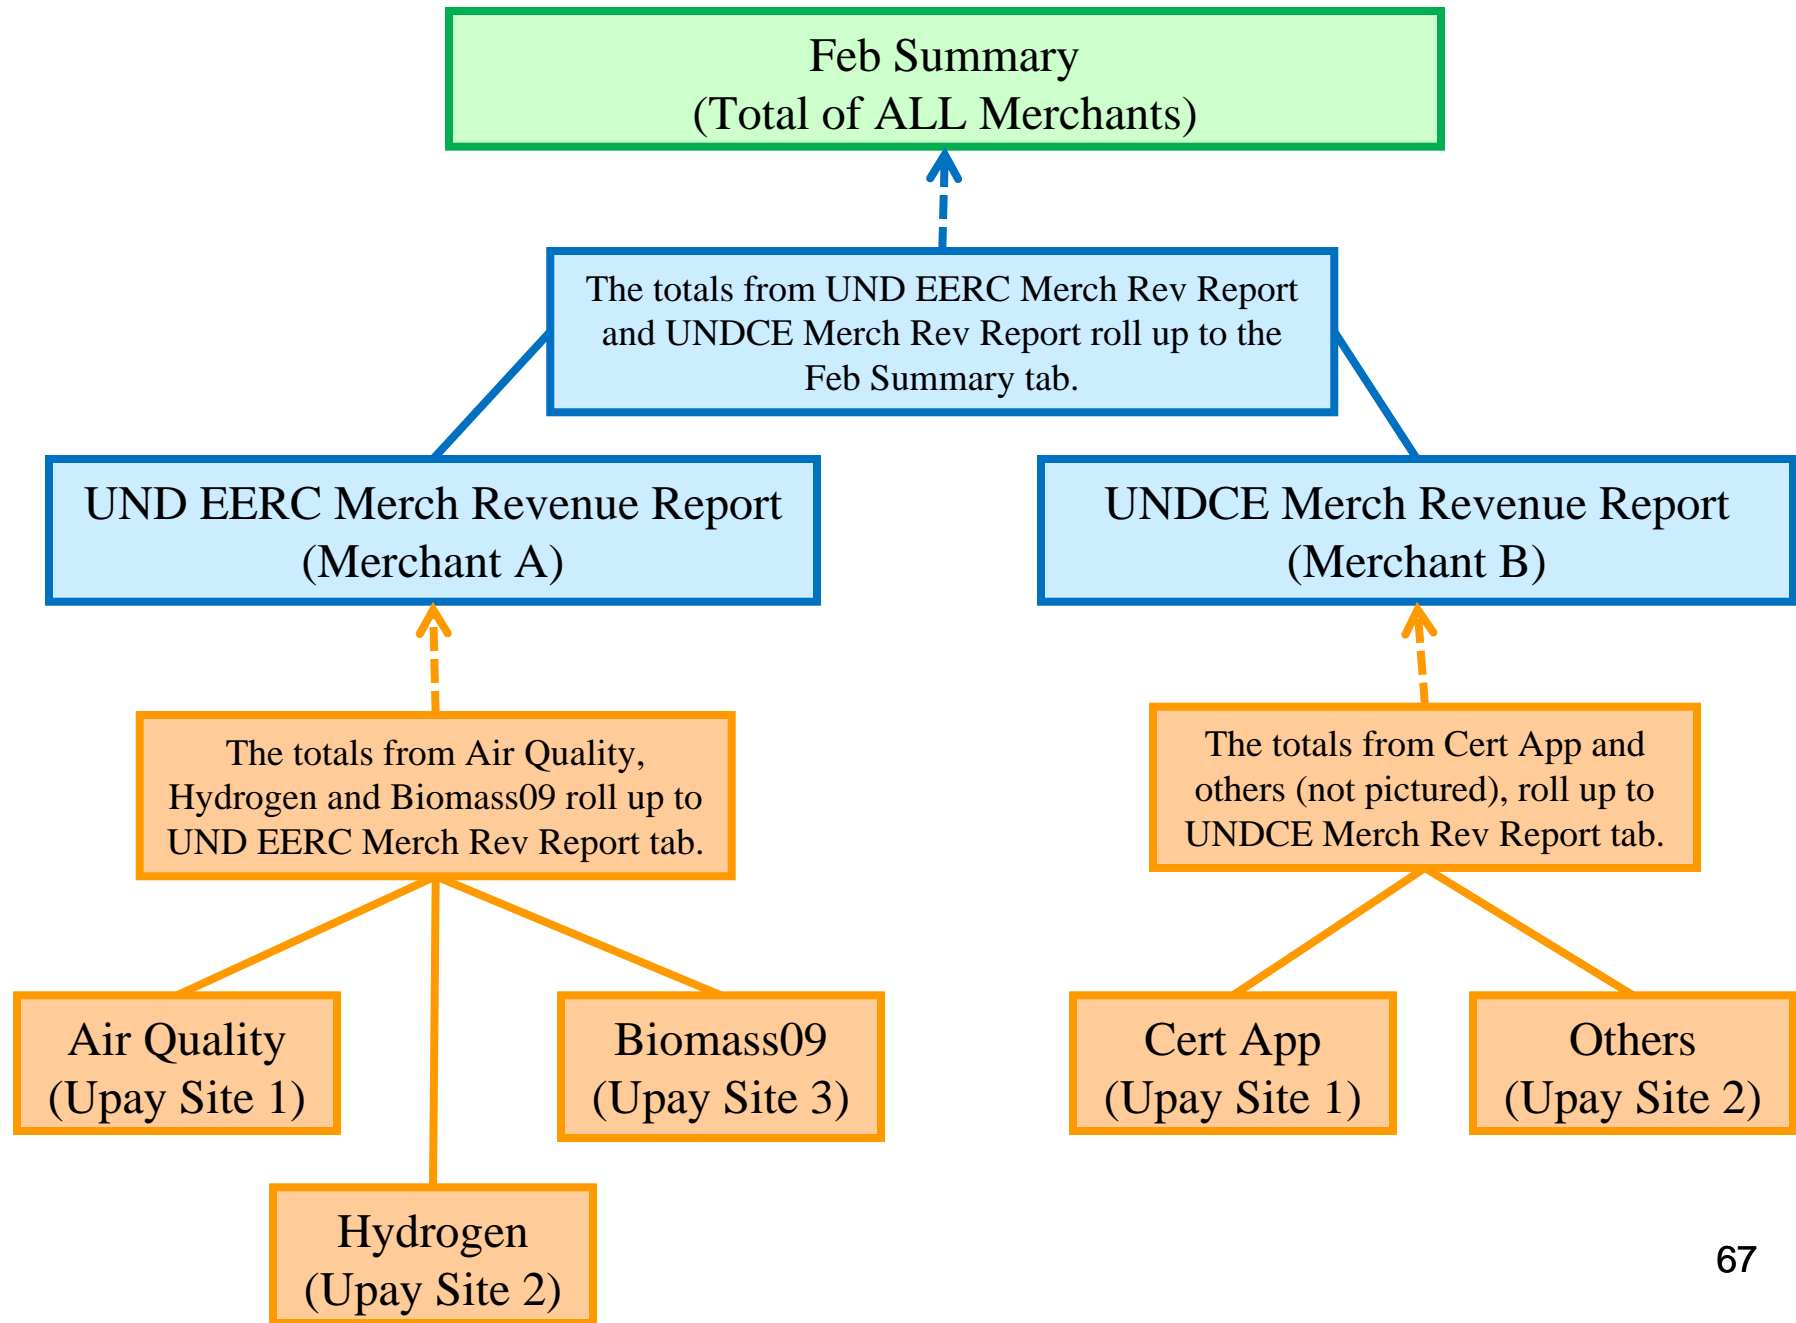 Feb Summary
(Total of ALL Merchants)
The totals from UND EERC Merch Rev Report
and UNDCE Merch Rev Report roll up to the
Feb Summary tab.
UND EERC Merch Revenue Report
(Merchant A)
UNDCE Merch Revenue Report
(Merchant B)
The totals from Air Quality,
Hydrogen and Biomass09 roll up to
UND EERC Merch Rev Report tab.
The totals from Cert App and
others (not pictured), roll up to
UNDCE Merch Rev Report tab.
Air Quality
(Upay Site 1)
Biomass09
(Upay Site 3)
Cert App
(Upay Site 1)
Others
(Upay Site 2)
Hydrogen
(Upay Site 2)
67